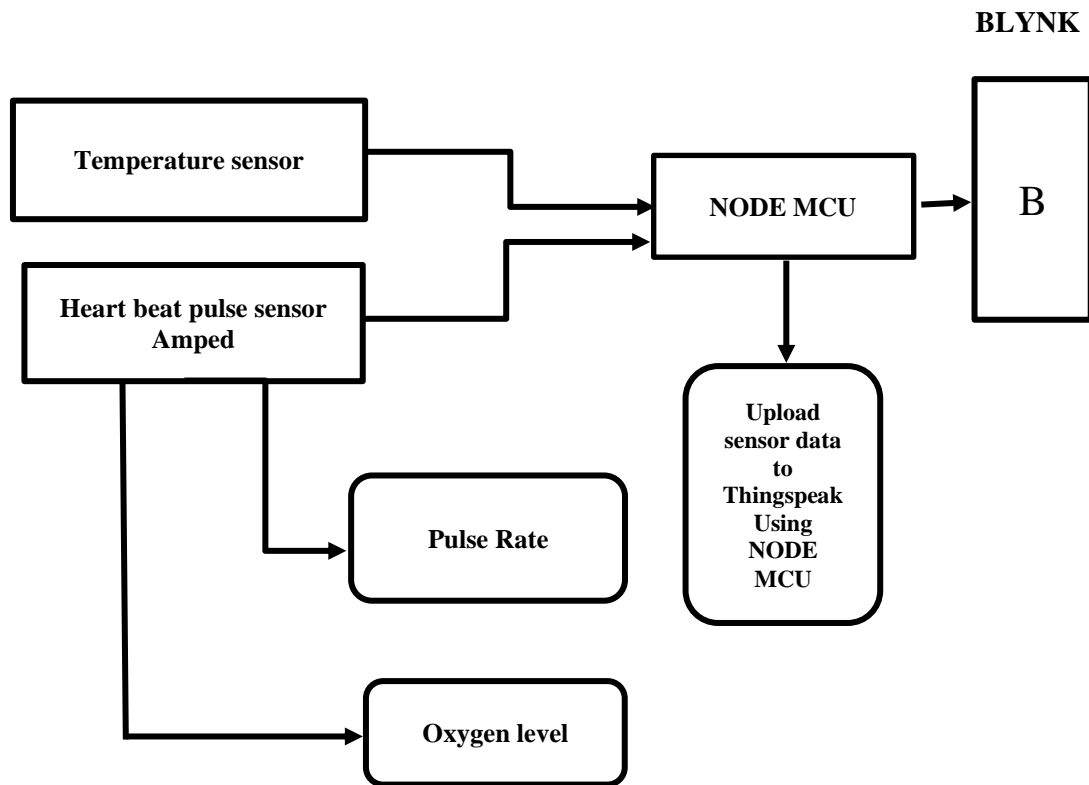 BLYNK
Temperature sensor
NODE MCU
B
Heart beat pulse sensor
Amped
Upload
sensor data
to
Thingspeak
Using
NODE
MCU
Pulse Rate
Oxygen level